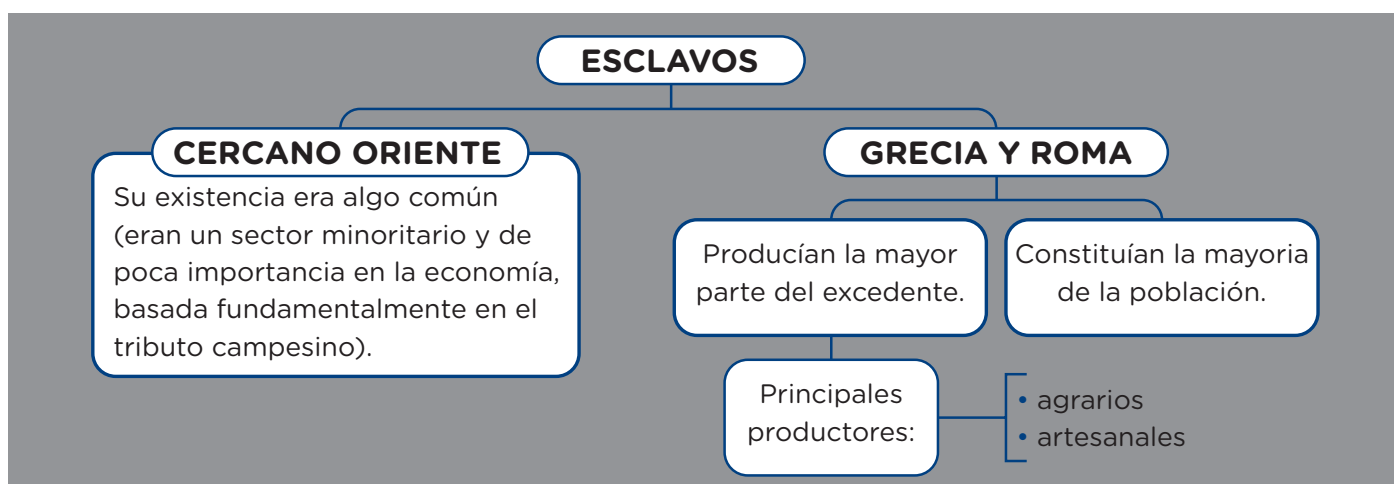 ESCLAVOS
CERCANO ORIENTE
Su existencia era algo común
(eran un sector minoritario y de
poca importancia en la economía,
basada fundamentalmente en el
tributo campesino).
GRECIA Y ROMA
Producían la mayor
parte del excedente.
Constituían la mayoria
de la población.
Principales
productores:
• agrarios
• artesanales